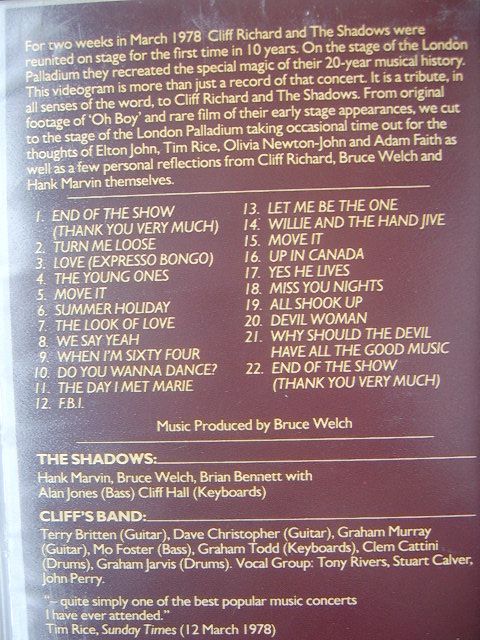 For two weeks in March 1978 Cliff Richard and The Shadows were
reunited on stage for the first time in 10 years. On the stage of the London
Palladium they recreated the special magic of their 20-year musical history.
This videogram is more than just a record of that concert. It is a tribute, in
all senses of the word, to Cliff Richard and The Shadows. From original
footage of 'Oh Boy' and rare film of their early stage appearances, we cut
to the stage of the London Palladium taking occasional time out for the
thoughts of Elton John, Tim Rice, Olivia Newton-John and Adam Faith as
well as a few personal reflections from Cliff Richard, Bruce Welch and
Hank Marvin themselves.
1. END OF THE SHOW
(THANK YOU VERY MUCH)
2. TURN ME LOOSE
3. LOVE (EXPRESSO BONGO)
4. THE YOUNG ONES
5. MOVE IT
6. SUMMER HOLIDAY
7. THE LOOK OF LOVE
8. WE SAY YEAH
9. WHEN I'M SIXTY FOUR
10. DO YOU WANNA DANCE?
11. THE DAY I MET MARIE
12. F.B.I.
13. LET ME BE THE ONE
14. WILLIE AND THE HAND JIVE
15. MOVE IT
16. UP IN CANADA
17. YES HE LIVES
18. MISS YOU NIGHTS
19. ALL SHOOK UP
20. DEVIL WOMAN
21. WHY SHOULD THE DEVIL
HAVE ALL THE GOOD MUSIC
22. END OF THE SHOW
(THANK YOU VERY MUCH)
Music Produced by Bruce Welch
THE SHADOWS:
Hank Marvin, Bruce Welch, Brian Bennett with
Alan Jones (Bass) Cliff Hall (Keyboards)
CLIFF'S BAND:
Terry Britten (Guitar), Dave Christopher (Guitar), Graham Murray
(Guitar), Mo Foster (Bass), Graham Todd (Keyboards), Clem Cattini
(Drums), Graham Jarvis (Drums). Vocal Group: Tony Rivers, Stuart Calver,
John Perry.
"– quite simply one of the best popular music concerts
I have ever attended."
Tim Rice, Sunday Times (12 March 1978)